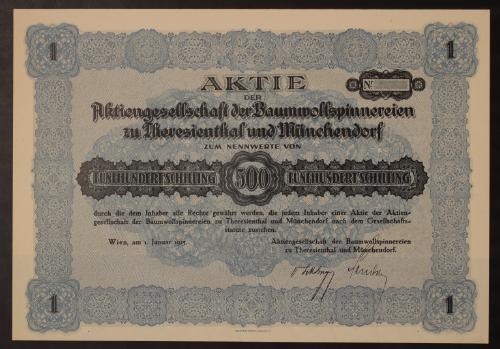 1 1
AKTIE
DER
Nº
Aktiengesellschaft der Baumwollspinnereien
zu Theresienthal und Münchendorf
ZUM NENNWERTE VON
FÜNFHUNDERT SCHILLING 500 FÜNFHUNDERT SCHILLING
durch die dem Inhaber alle Rechte gewährt werden, die jedem Inhaber einer Aktie der Aktien-
gesellschaft der Baumwollspinnereien zu Theresienthal und Münchendorf nach dem Gesellschafts-
statute zustehen.
Wien, am 1. Januar 1925.
Aktiengesellschaft der Baumwollspinnereien
zu Theresienthal und Münchendorf.
1 1